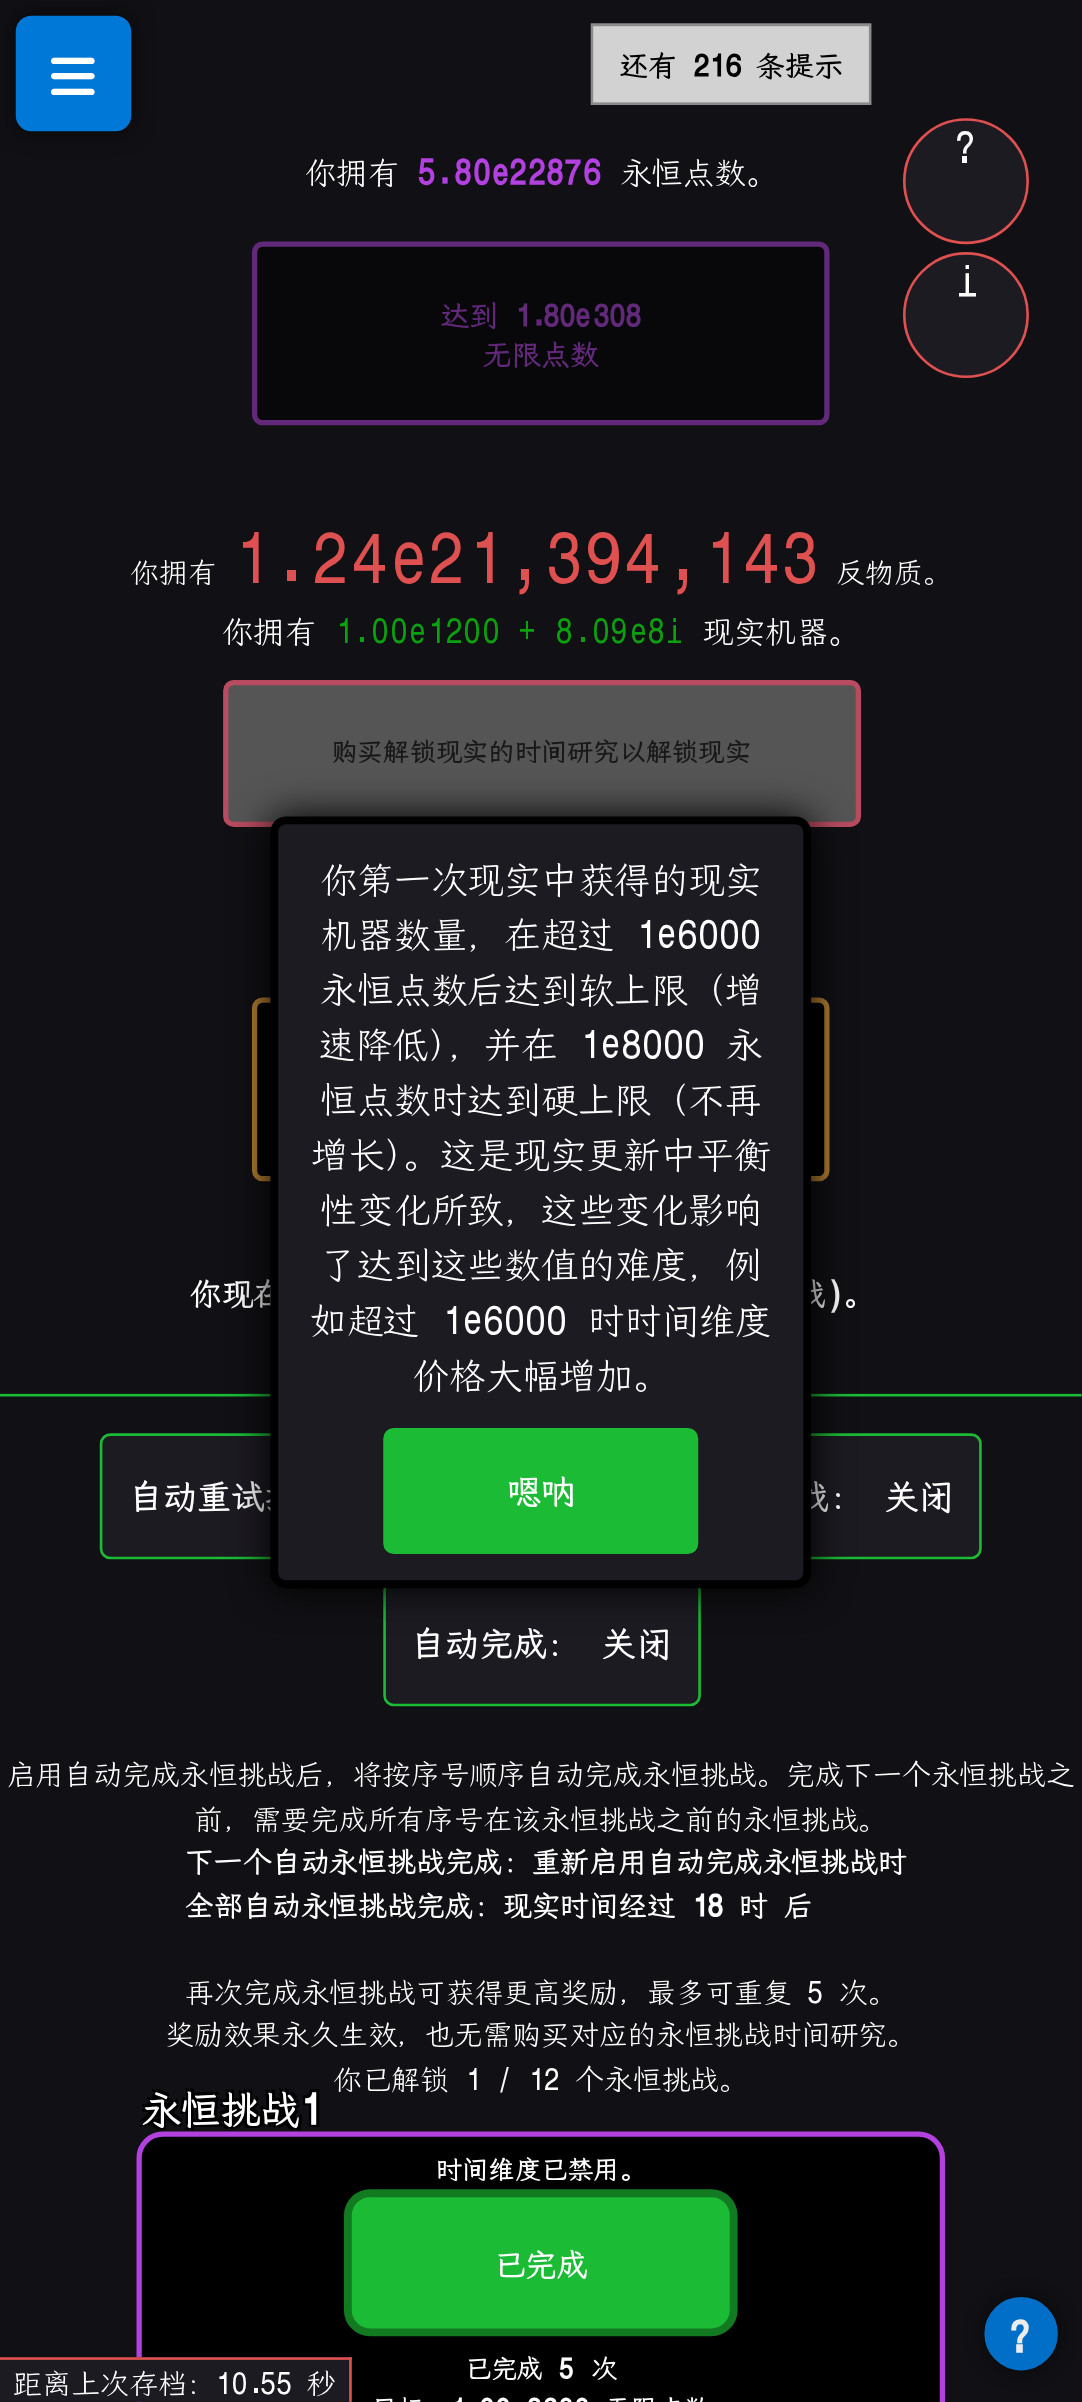 还有 216 条提示
?
你拥有 5.80e22876 永恒点数。
i
达到 1.80e308
无限点数
你拥有 1.24e21,394,143 反物质。
你拥有 1.00e1200 + 8.09e8i 现实机器。
购买解锁现实的时间研究以解锁现实
你第一次现实中获得的现实
机器数量，在超过 1e6000
永恒点数后达到软上限（增
速降低），并在 1e8000 永
恒点数时达到硬上限（不再
增长）。这是现实更新中平衡
性变化所致，这些变化影响
了达到这些数值的难度，例
如超过 1e6000 时时间维度
价格大幅增加。
嗯呐
你现在 战)。
自动重试 战： 关闭
自动完成： 关闭
启用自动完成永恒挑战后，将按序号顺序自动完成永恒挑战。完成下一个永恒挑战之
前，需要完成所有序号在该永恒挑战之前的永恒挑战。
下一个自动永恒挑战完成：重新启用自动完成永恒挑战时
全部自动永恒挑战完成：现实时间经过 18 时 后
再次完成永恒挑战可获得更高奖励，最多可重复 5 次。
奖励效果永久生效，也无需购买对应的永恒挑战时间研究。
你已解锁 1 / 12 个永恒挑战。
永恒挑战1
时间维度已禁用。
已完成
已完成 5 次
?
距离上次存档：10.55 秒